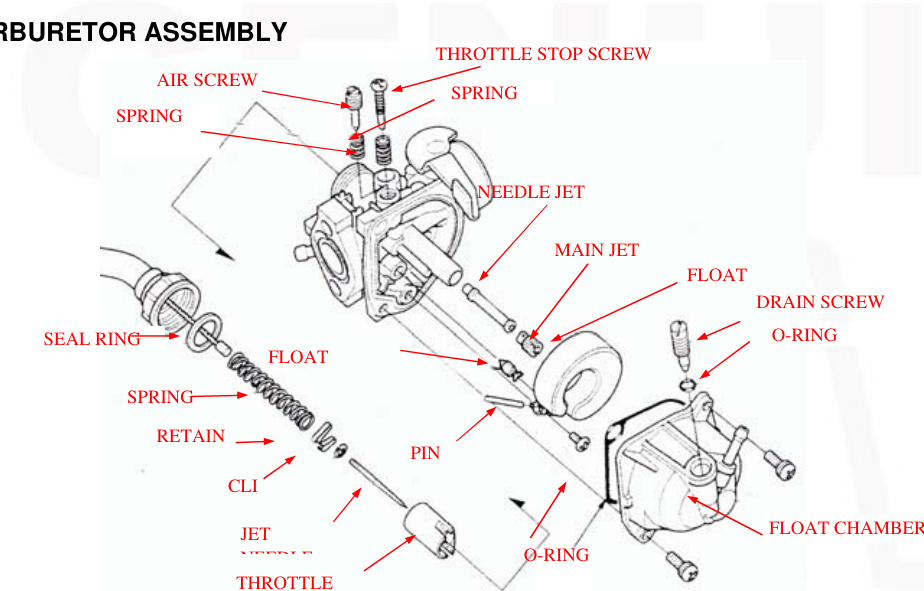 RBURETOR ASSEMBLY
THROTTLE STOP SCREW
AIR SCREW
SPRING
SPRING
NEEDLE JET
MAIN JET
FLOAT
DRAIN SCREW
O-RING
SEAL RING
FLOAT
SPRING
RETAIN
PIN
CLI
JET
NEEDLE
FLOAT CHAMBER
O-RING
THROTTLE